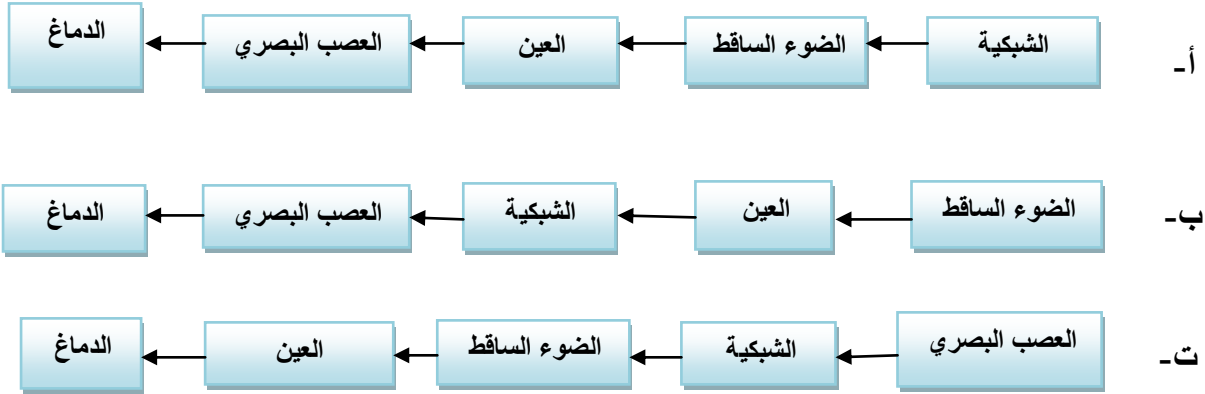 أ- الشبكية الضوء الساقط العين العصب البصري الدماغ
ب- الضوء الساقط العين الشبكية العصب البصري الدماغ
ت- العصب البصري الشبكية الضوء الساقط العين الدماغ